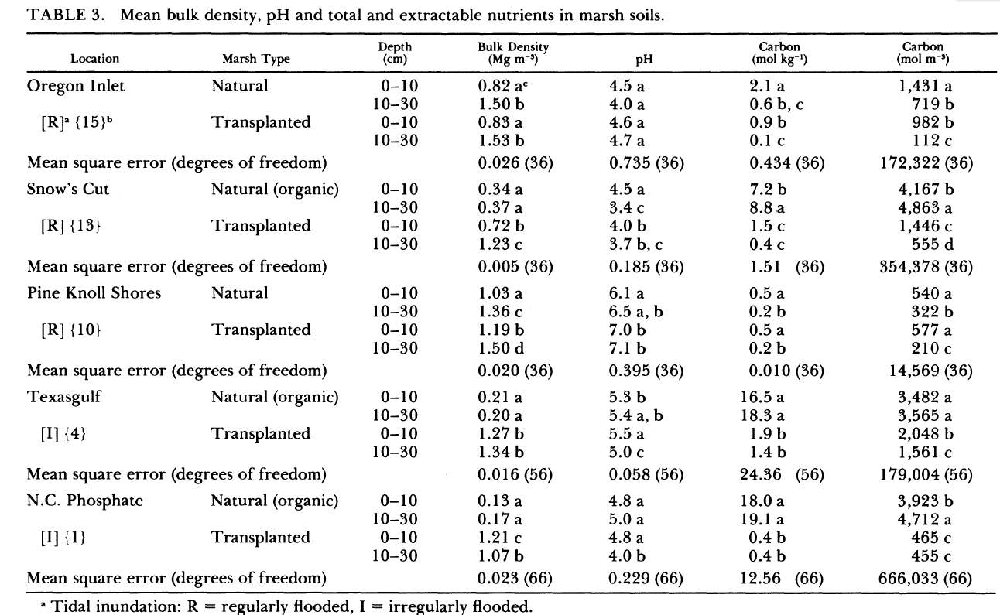 TABLE 3. Mean bulk density, pH and total and extractable nutrients in marsh soils.
Location Marsh Type Depth (cm) Bulk Density (Mg m⁻³) pH Carbon (mol kg⁻¹) Carbon (mol m⁻³)
Oregon Inlet Natural 0–10 0.82 aᶜ 4.5 a 2.1 a 1,431 a
10–30 1.50 b 4.0 a 0.6 b, c 719 b
[R]ᵃ {15}ᵇ Transplanted 0–10 0.83 a 4.6 a 0.9 b 982 b
10–30 1.53 b 4.7 a 0.1 c 112 c
Mean square error (degrees of freedom) 0.026 (36) 0.735 (36) 0.434 (36) 172,322 (36)
Snow's Cut Natural (organic) 0–10 0.34 a 4.5 a 7.2 b 4,167 b
10–30 0.37 a 3.4 c 8.8 a 4,863 a
[R] {13} Transplanted 0–10 0.72 b 4.0 b 1.5 c 1,446 c
10–30 1.23 c 3.7 b, c 0.4 c 555 d
Mean square error (degrees of freedom) 0.005 (36) 0.185 (36) 1.51 (36) 354,378 (36)
Pine Knoll Shores Natural 0–10 1.03 a 6.1 a 0.5 a 540 a
10–30 1.36 c 6.5 a, b 0.2 b 322 b
[R] {10} Transplanted 0–10 1.19 b 7.0 b 0.5 a 577 a
10–30 1.50 d 7.1 b 0.2 b 210 c
Mean square error (degrees of freedom) 0.020 (36) 0.395 (36) 0.010 (36) 14,569 (36)
Texasgulf Natural (organic) 0–10 0.21 a 5.3 b 16.5 a 3,482 a
10–30 0.20 a 5.4 a, b 18.3 a 3,565 a
[I] {4} Transplanted 0–10 1.27 b 5.5 a 1.9 b 2,048 b
10–30 1.34 b 5.0 c 1.4 b 1,561 c
Mean square error (degrees of freedom) 0.016 (56) 0.058 (56) 24.36 (56) 179,004 (56)
N.C. Phosphate Natural (organic) 0–10 0.13 a 4.8 a 18.0 a 3,923 b
10–30 0.17 a 5.0 a 19.1 a 4,712 a
[I] {1} Transplanted 0–10 1.21 c 4.8 a 0.4 b 465 c
10–30 1.07 b 4.0 b 0.4 b 455 c
Mean square error (degrees of freedom) 0.023 (66) 0.229 (66) 12.56 (66) 666,033 (66)
ᵃ Tidal inundation: R = regularly flooded, I = irregularly flooded.